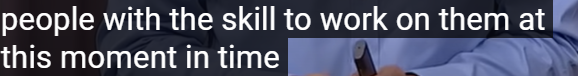 people with the skill to work on them at
this moment in time